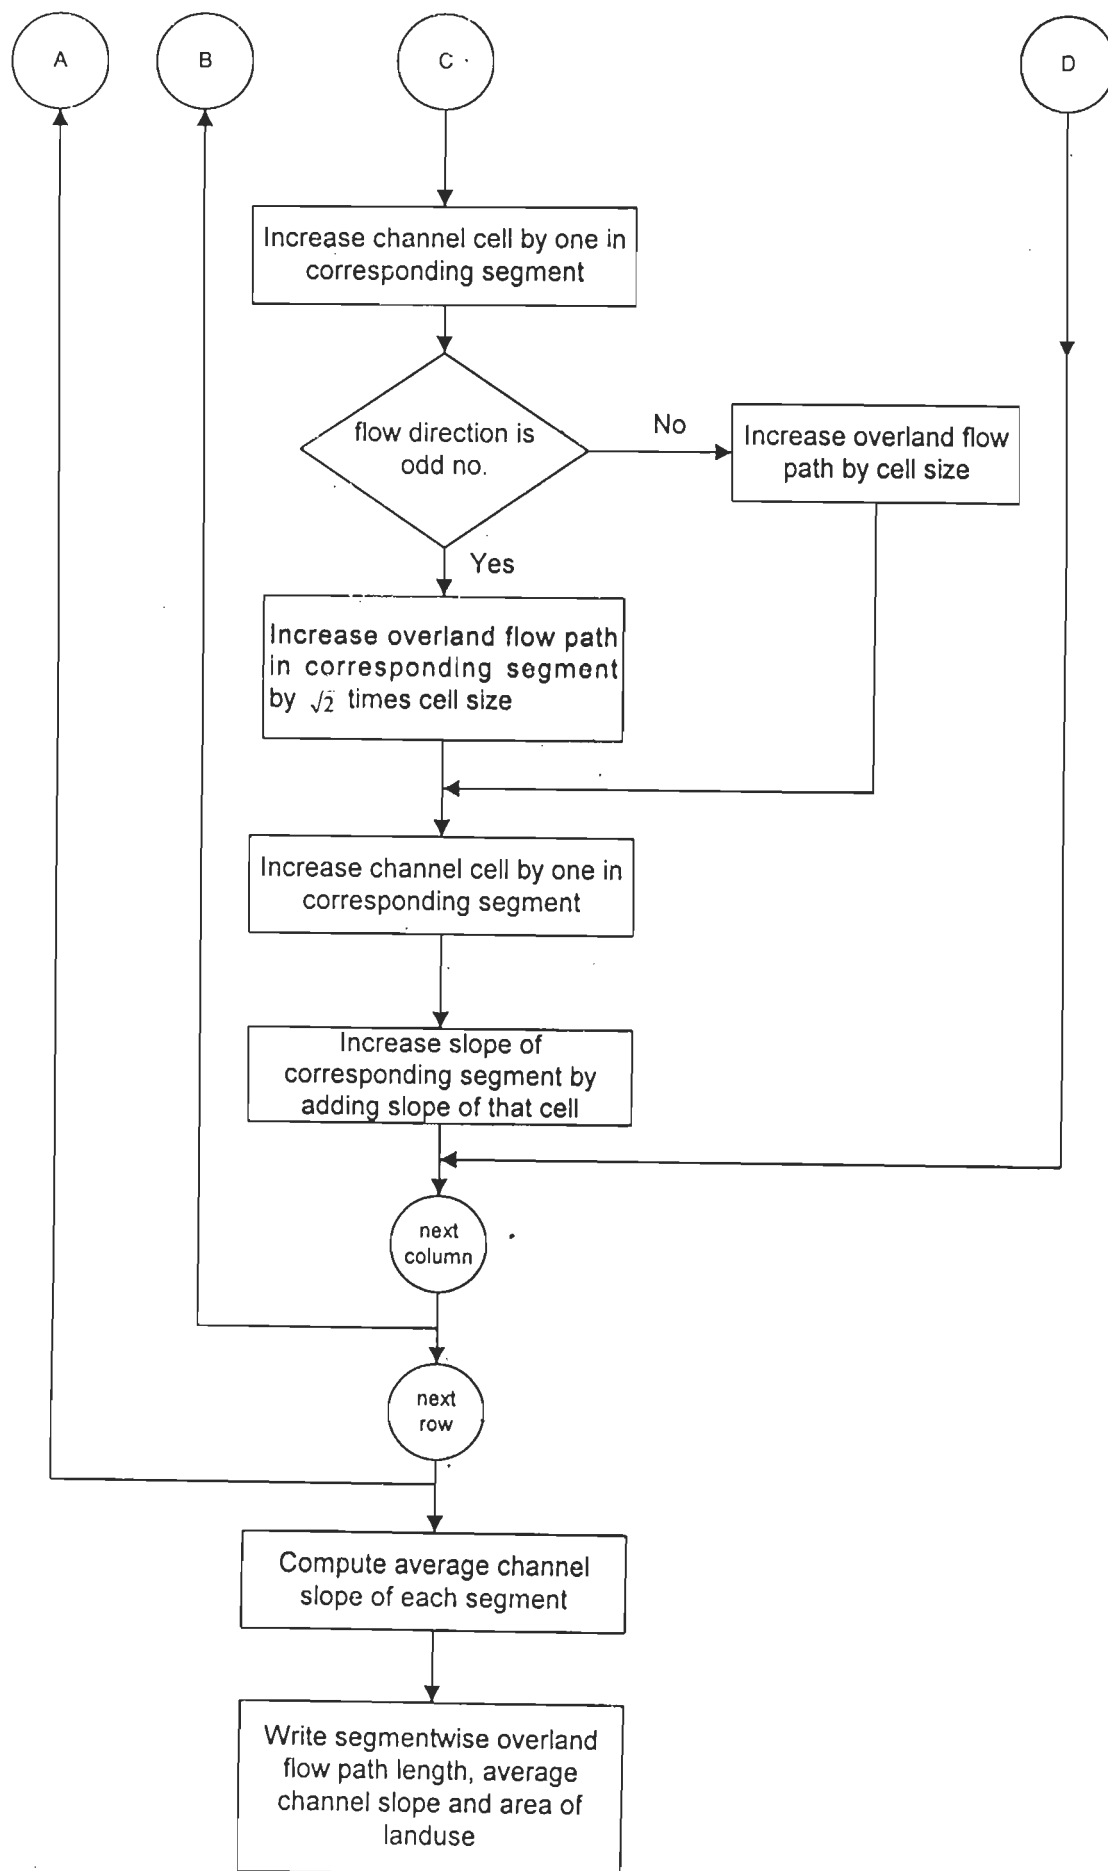 A
B
C
D
Increase channel cell by one in
corresponding segment
flow direction is
odd no.
No
Increase overland flow
path by cell size
Yes
Increase overland flow path
in corresponding segment
by √2 times cell size
Increase channel cell by one in
corresponding segment
Increase slope of
corresponding segment by
adding slope of that cell
next
column
next
row
Compute average channel
slope of each segment
Write segmentwise overland
flow path length, average
channel slope and area of
landuse